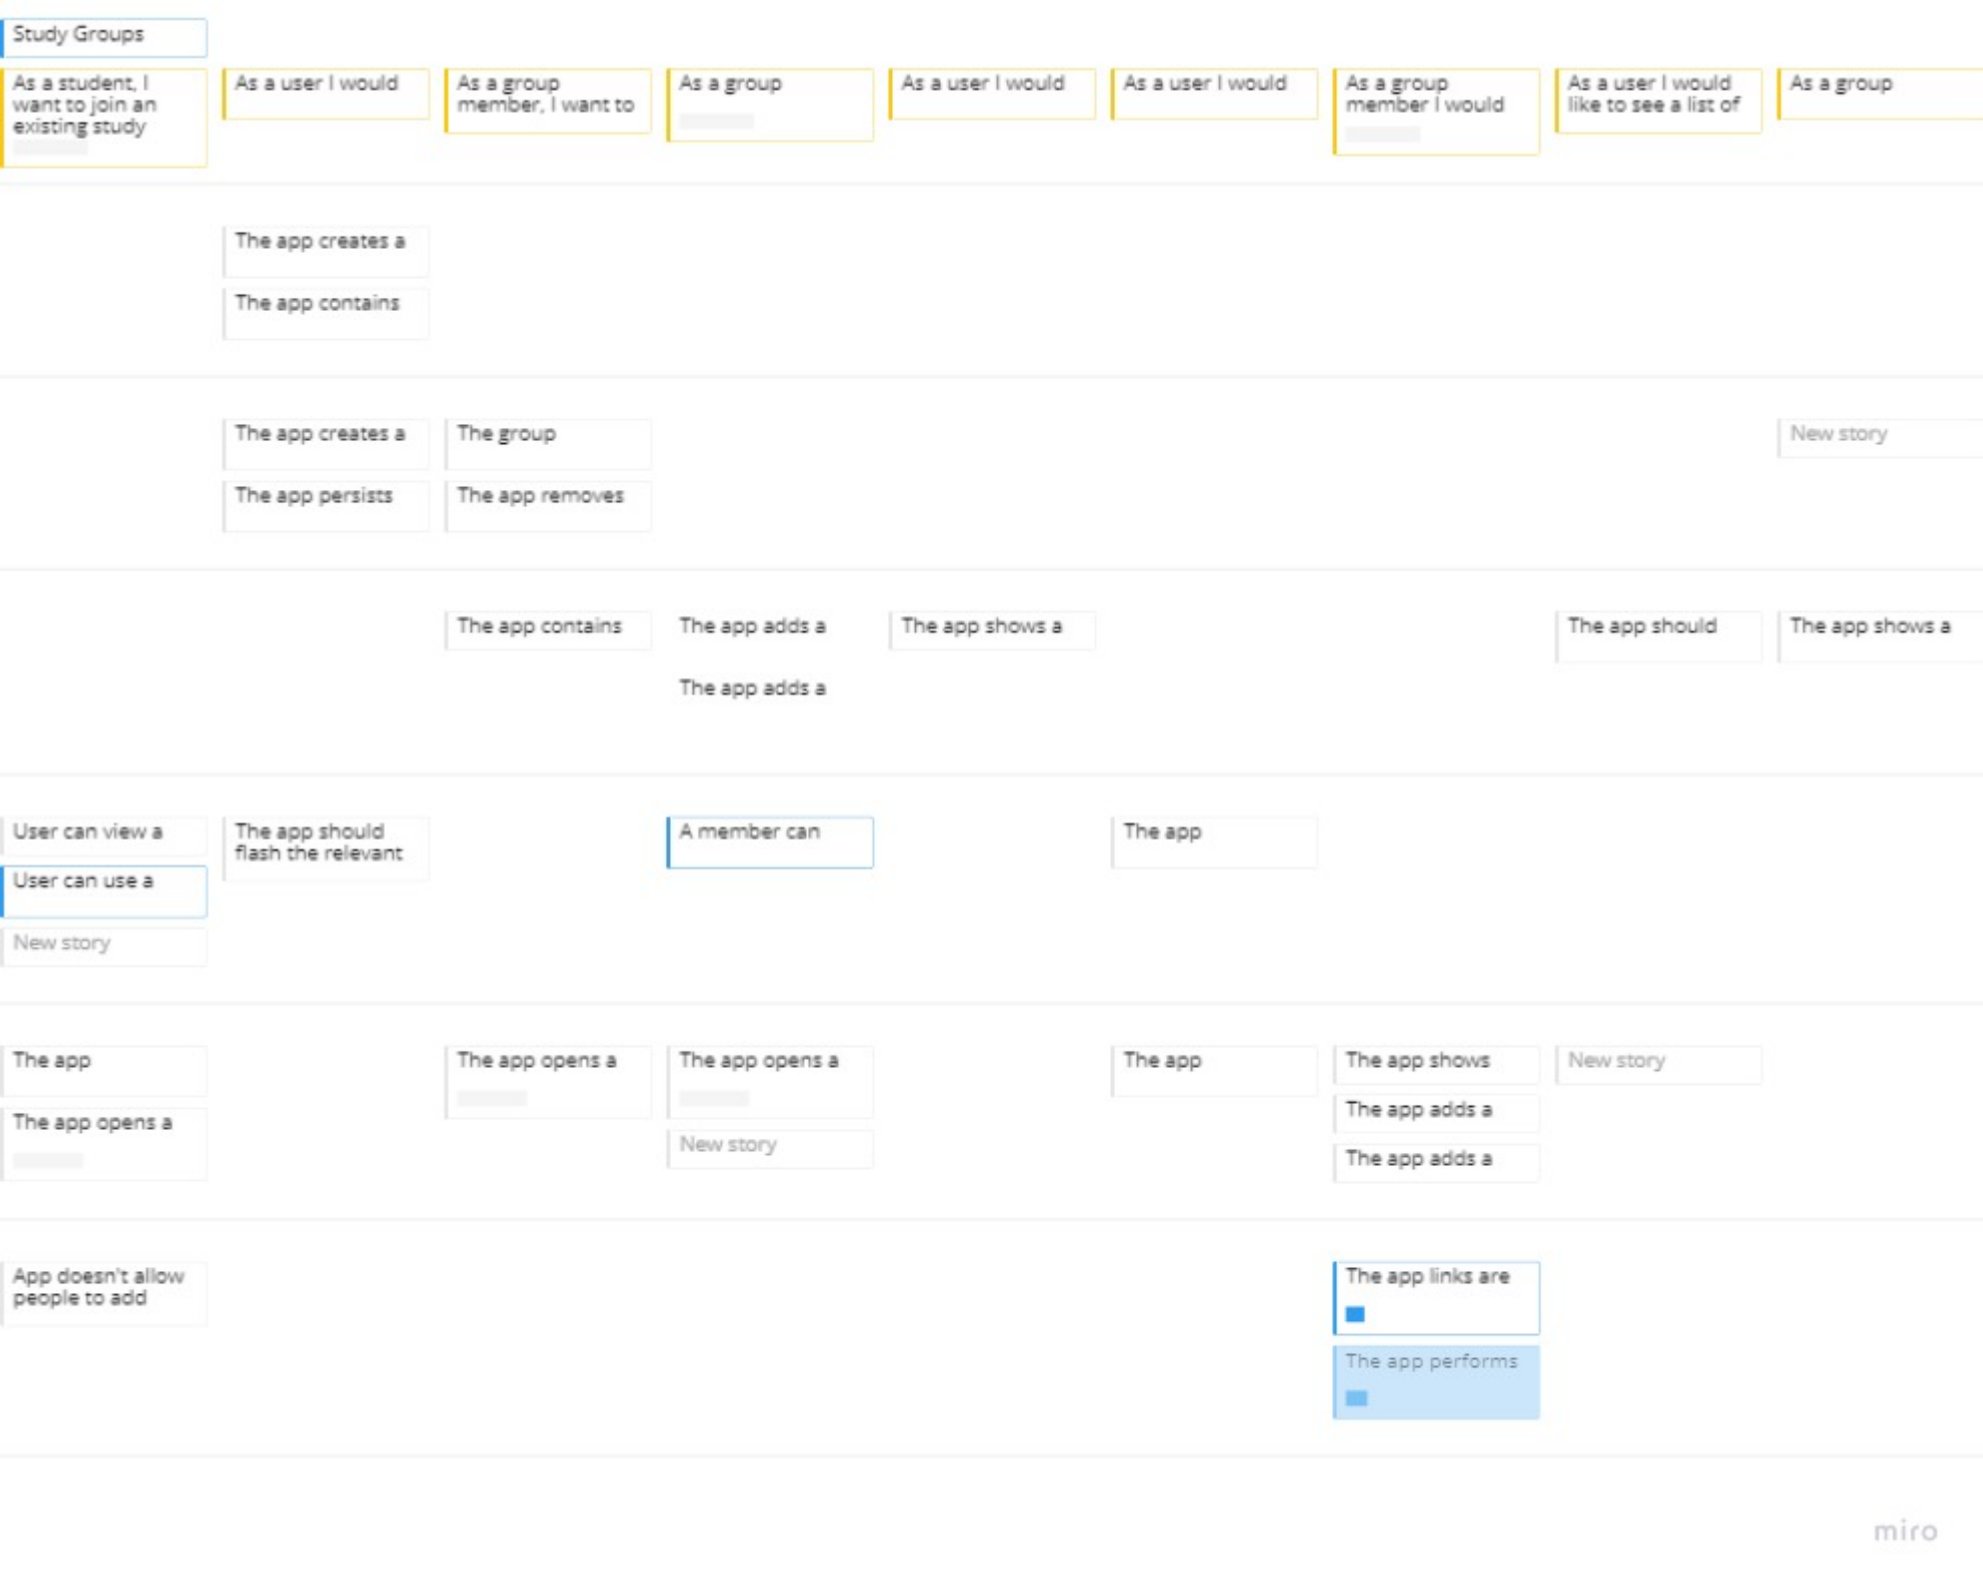 Study Groups
As a student, I
want to join an
existing study
As a user I would
As a group
member, I want to
As a group
As a user I would
As a user I would
As a group
member I would
As a user I would
like to see a list of
As a group
The app creates a
The app contains
The app creates a
The app persists
The group
The app removes
New story
The app contains
The app adds a
The app adds a
The app shows a
The app should
The app shows a
User can view a
User can use a
New story
The app should
flash the relevant
A member can
The app
The app
The app opens a
The app opens a
The app opens a
New story
The app
The app shows
The app adds a
The app adds a
New story
App doesn't allow
people to add
The app links are
The app performs
miro